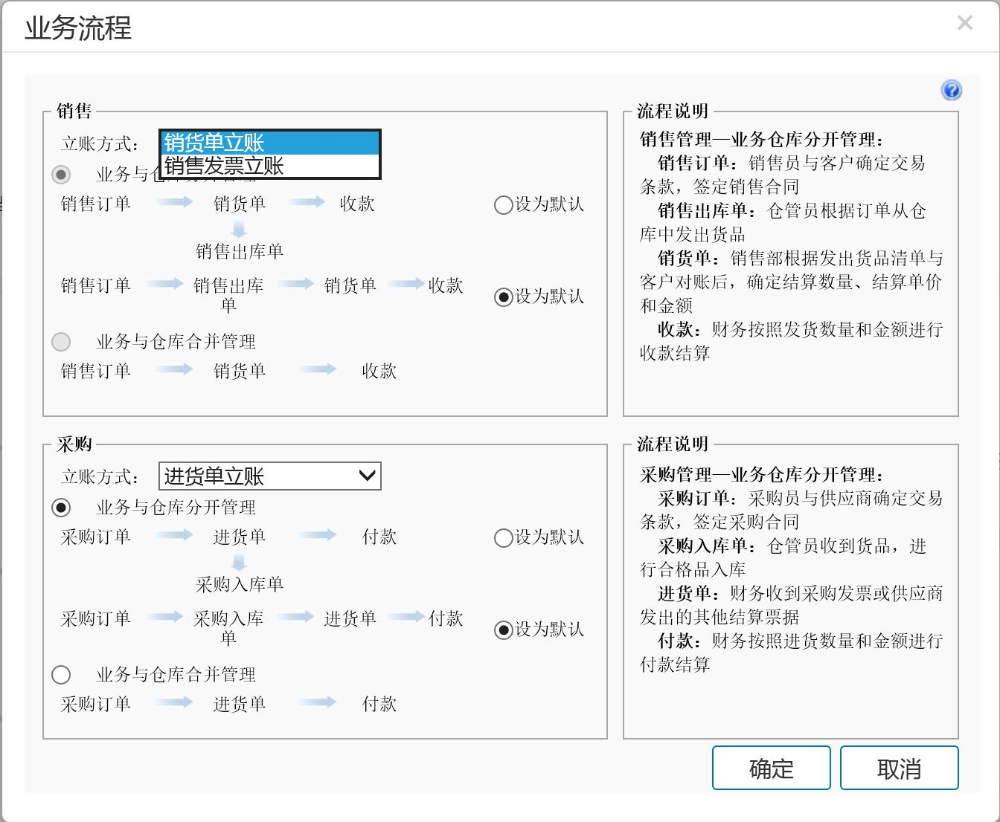 业务流程
销售
立账方式：
销货单立账
销售发票立账
业务与仓
销售订单 销货单 收款 设为默认
销售出库单
销售订单 销售出库单 销货单 收款 设为默认
业务与仓库合并管理
销售订单 销货单 收款
流程说明
销售管理—业务仓库分开管理：
销售订单：销售员与客户确定交易
条款，签定销售合同
销售出库单：仓管员根据订单从仓
库中发出货品
销货单：销售部根据发出货品清单与
客户对账后，确定结算数量、结算单价
和金额
收款：财务按照发货数量和金额进行
收款结算
采购
立账方式：
进货单立账
业务与仓库分开管理
采购订单 进货单 付款 设为默认
采购入库单
采购订单 采购入库单 进货单 付款 设为默认
业务与仓库合并管理
采购订单 进货单 付款
流程说明
采购管理—业务仓库分开管理：
采购订单：采购员与供应商确定交易
条款，签定采购合同
采购入库单：仓管员收到货品，进
行合格品入库
进货单：财务收到采购发票或供应商
发出的其他结算票据
付款：财务按照进货数量和金额进行
付款结算
确定 取消